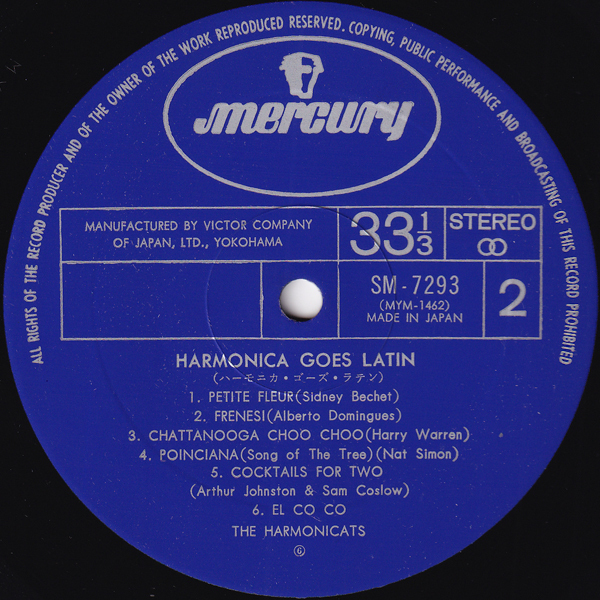 ALL RIGHTS OF THE RECORD PRODUCER AND OF THE OWNER OF THE WORK REPRODUCED RESERVED. COPYING, PUBLIC PERFORMANCE AND BROADCASTING OF THIS RECORD PROHIBITED
mercury
MANUFACTURED BY VICTOR COMPANY
OF JAPAN, LTD., YOKOHAMA
33 1/3
STEREO
SM-7293
(MYM-1462)
MADE IN JAPAN
2
HARMONICA GOES LATIN
(ハーモニカ・ゴーズ・ラテン)
1. PETITE FLEUR(Sidney Bechet)
2. FRENESI(Alberto Domingues)
3. CHATTANOOGA CHOO CHOO(Harry Warren)
4. POINCIANA(Song of The Tree)(Nat Simon)
5. COCKTAILS FOR TWO
(Arthur Johnston & Sam Coslow)
6. EL CO CO
THE HARMONICATS
Ⓖ